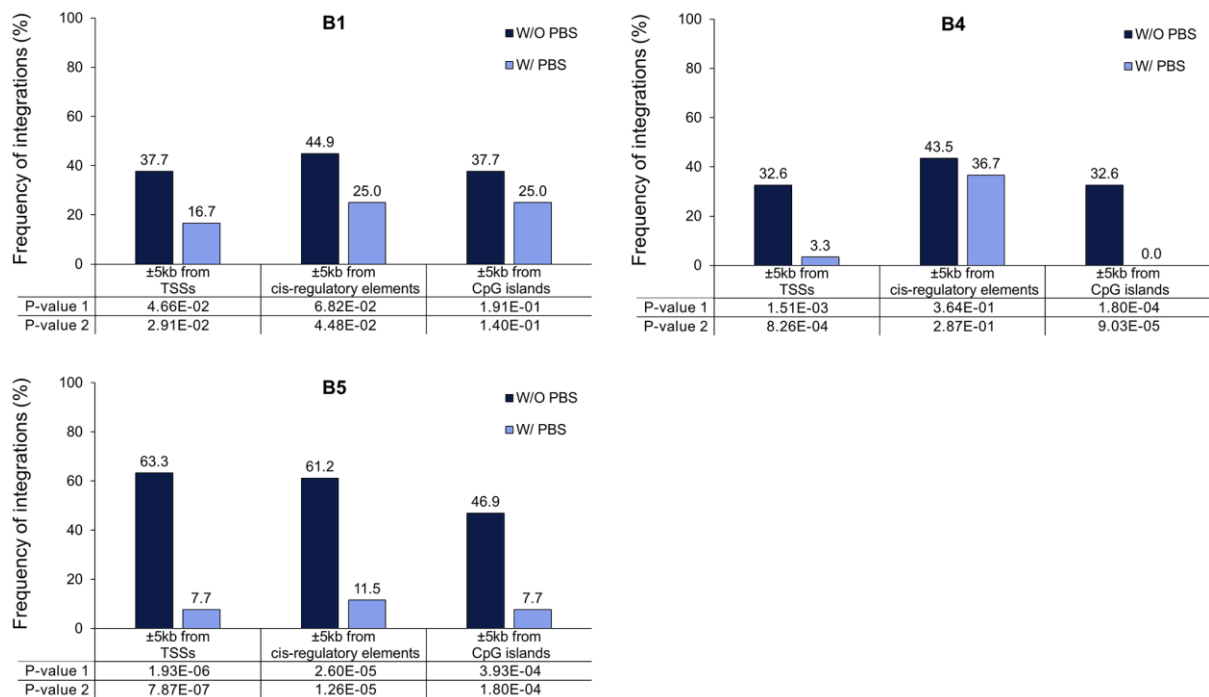 B1
Frequency of integrations (%)
100
80
60
40
20
0
W/O PBS
W/ PBS
37.7
16.7
44.9
25.0
37.7
25.0
±5kb from TSSs
±5kb from cis-regulatory elements
±5kb from CpG islands
P-value 1 4.66E-02 6.82E-02 1.91E-01
P-value 2 2.91E-02 4.48E-02 1.40E-01
B4
Frequency of integrations (%)
100
80
60
40
20
0
W/O PBS
W/ PBS
32.6
3.3
43.5
36.7
32.6
0.0
±5kb from TSSs
±5kb from cis-regulatory elements
±5kb from CpG islands
P-value 1 1.51E-03 3.64E-01 1.80E-04
P-value 2 8.26E-04 2.87E-01 9.03E-05
B5
Frequency of integrations (%)
100
80
60
40
20
0
W/O PBS
W/ PBS
63.3
7.7
61.2
11.5
46.9
7.7
±5kb from TSSs
±5kb from cis-regulatory elements
±5kb from CpG islands
P-value 1 1.93E-06 2.60E-05 3.93E-04
P-value 2 7.87E-07 1.26E-05 1.80E-04